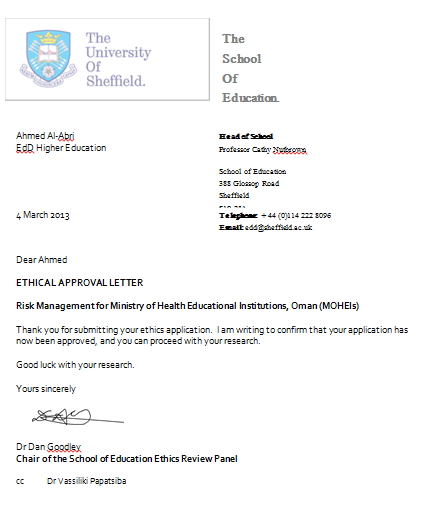 The
University
Of
Sheffield.
The
School
Of
Education.
Ahmed Al-Abri
EdD Higher Education
Head of School
Professor Cathy Nutbrown
School of Education
388 Glossop Road
Sheffield
4 March 2013
Telephone: +44 (0)114 222 8096
Email: edd@sheffield.ac.uk
Dear Ahmed
ETHICAL APPROVAL LETTER
Risk Management for Ministry of Health Educational Institutions, Oman (MOHEIs)
Thank you for submitting your ethics application. I am writing to confirm that your application has
now been approved, and you can proceed with your research.
Good luck with your research.
Yours sincerely
Dr Dan Goodley
Chair of the School of Education Ethics Review Panel
cc Dr Vassiliki Papatsiba